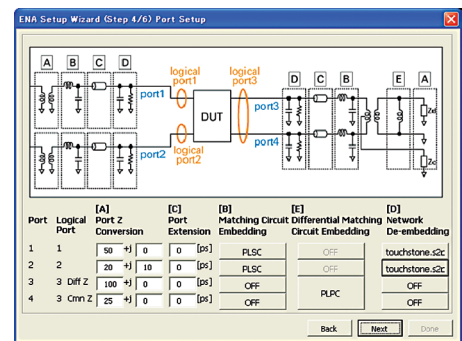 ENA Setup Wizard (Step 4/6) Port Setup
A B C D
logical port1
logical port3
D C B E A
port1
port3
DUT
port2
logical port2
port4
Ze
Zc
Port
Logical Port
[A] Port Z Conversion
[C] Port Extension
[B] Matching Circuit Embedding
[E] Differential Matching Circuit Embedding
[D] Network De-embedding
1 1 50 +j 0 0 [ps] PLSC OFF touchstone.s2c
2 2 20 +j 10 0 [ps] PLSC OFF touchstone.s2c
3 3 Diff Z 100 +j 0 0 [ps] OFF PLPC OFF
4 3 Cmn Z 25 +j 0 0 [ps] OFF OFF
Back Next Done